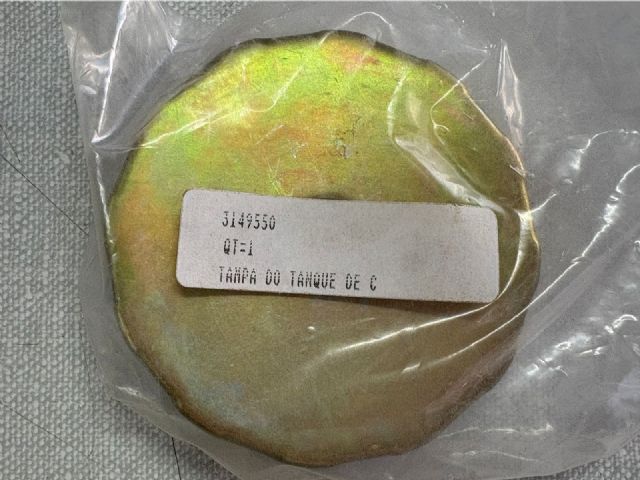 3149550
QT=1
TAMPA DO TANQUE DE C